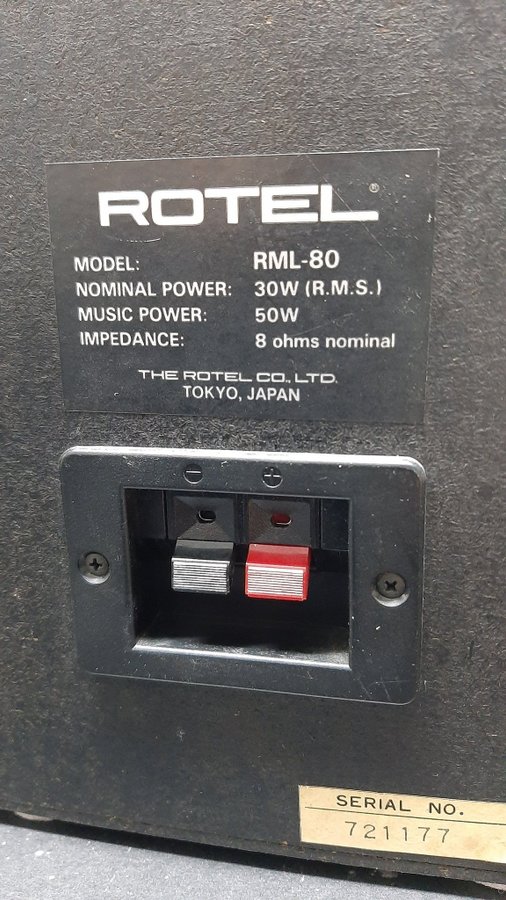 ROTEL®
MODEL: RML-80
NOMINAL POWER: 30W (R.M.S.)
MUSIC POWER: 50W
IMPEDANCE: 8 ohms nominal
THE ROTEL CO., LTD.
TOKYO, JAPAN
− +
SERIAL NO.
721177